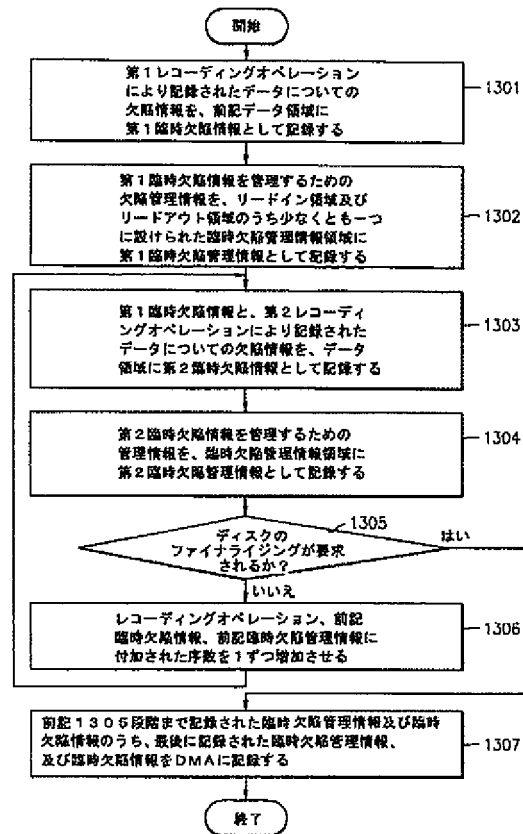 開始
第1レコーディングオペレーション
により記録されたデータについての
欠陥情報を、前記データ領域に
第1臨時欠陥情報として記録する
1301
第1臨時欠陥情報を管理するための
欠陥管理情報を、リードイン領域及び
リードアウト領域のうち少なくとも一つ
に設けられた臨時欠陥管理情報領域に
第1臨時欠陥管理情報として記録する
1302
第1臨時欠陥情報と、第2レコーディ
ングオペレーションにより記録された
データについての欠陥情報を、データ
領域に第2臨時欠陥情報として記録する
1303
第2臨時欠陥情報を管理するための
管理情報を、臨時欠陥管理情報領域に
第2臨時欠陥管理情報として記録する
1304
1305
ディスクの
ファイナライジングが要求
されるか?
はい
いいえ
レコーディングオペレーション、前記
臨時欠陥情報、前記臨時欠陥管理情報に
付加された序数を1ずつ増加させる
1306
前記1305段階まで記録された臨時欠陥管理情報及び臨時
欠陥情報のうち、最後に記録された臨時欠陥管理情報、
及び臨時欠陥情報をDMAに記録する
1307
終了